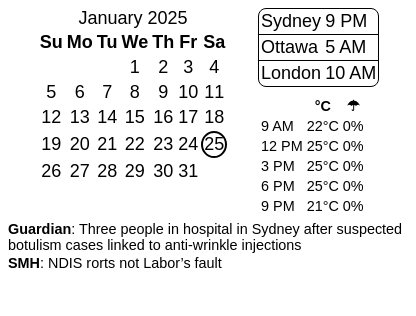 January 2025
Su Mo Tu We Th Fr Sa
1 2 3 4
5 6 7 8 9 10 11
12 13 14 15 16 17 18
19 20 21 22 23 24 25
26 27 28 29 30 31
Sydney 9 PM
Ottawa 5 AM
London 10 AM
°C ☂
9 AM 22°C 0%
12 PM 25°C 0%
3 PM 25°C 0%
6 PM 25°C 0%
9 PM 21°C 0%
Guardian: Three people in hospital in Sydney after suspected
botulism cases linked to anti-wrinkle injections
SMH: NDIS rorts not Labor’s fault